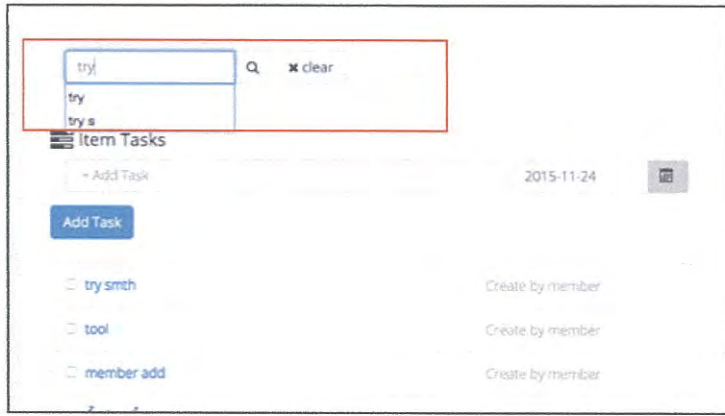 try
clear
try
try s
Item Tasks
+ Add Task
2015-11-24
Add Task
try smth
Create by member
tool
Create by member
member add
Create by member